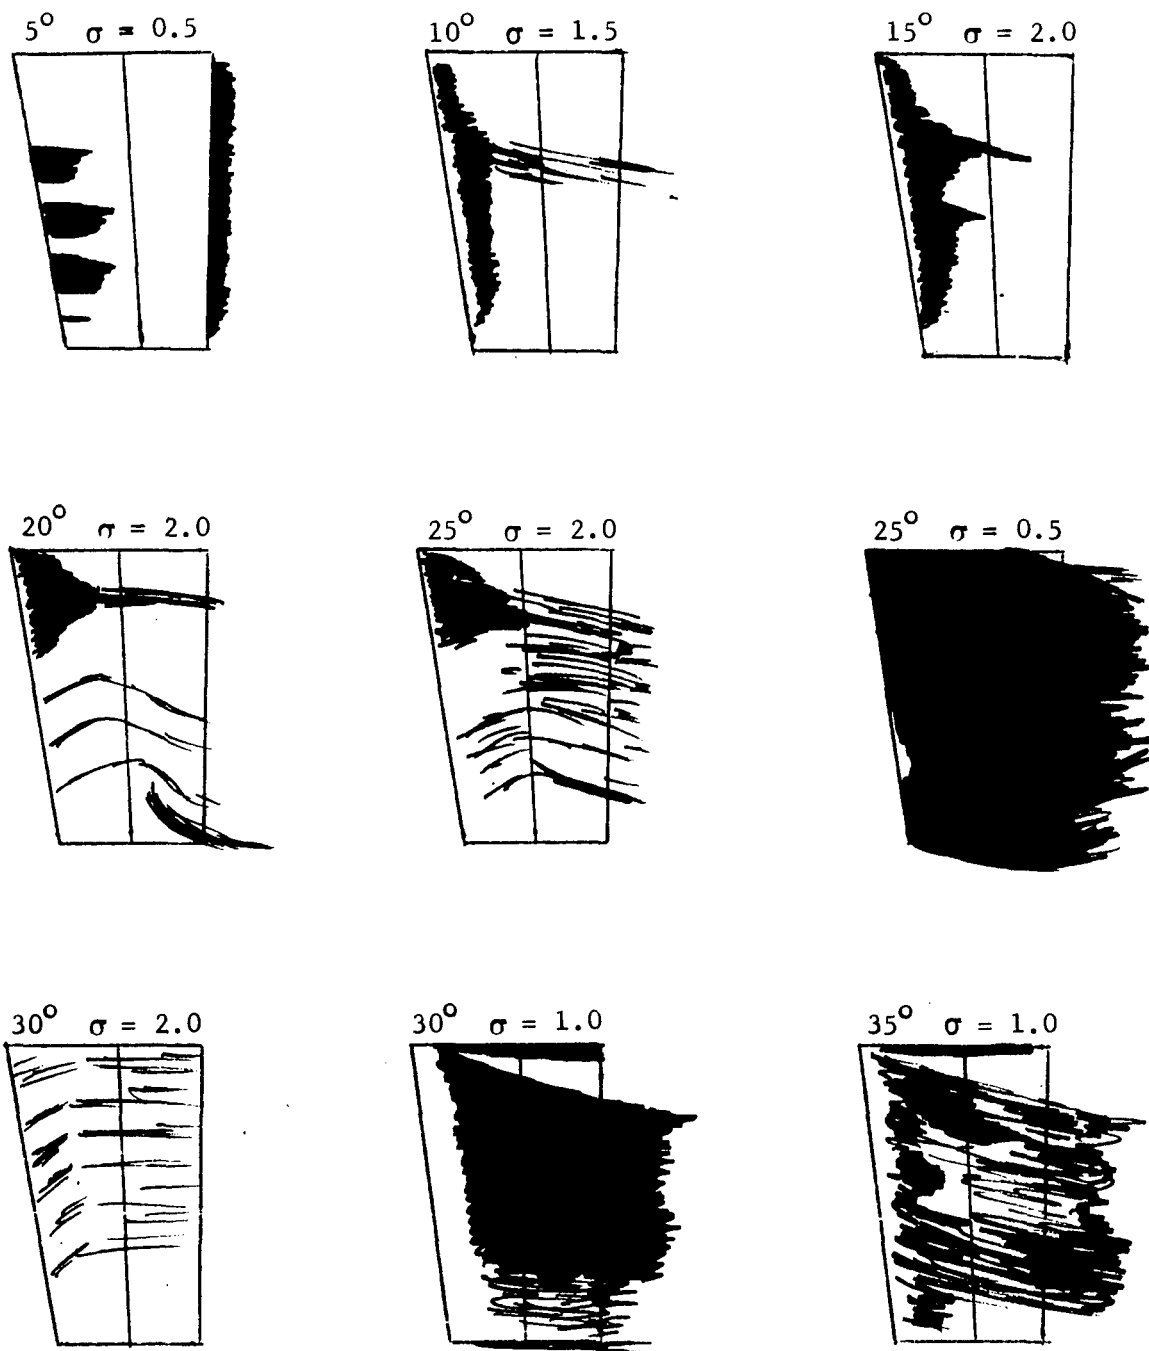 5° σ = 0.5
10° σ = 1.5
15° σ = 2.0
20° σ = 2.0
25° σ = 2.0
25° σ = 0.5
30° σ = 2.0
30° σ = 1.0
35° σ = 1.0